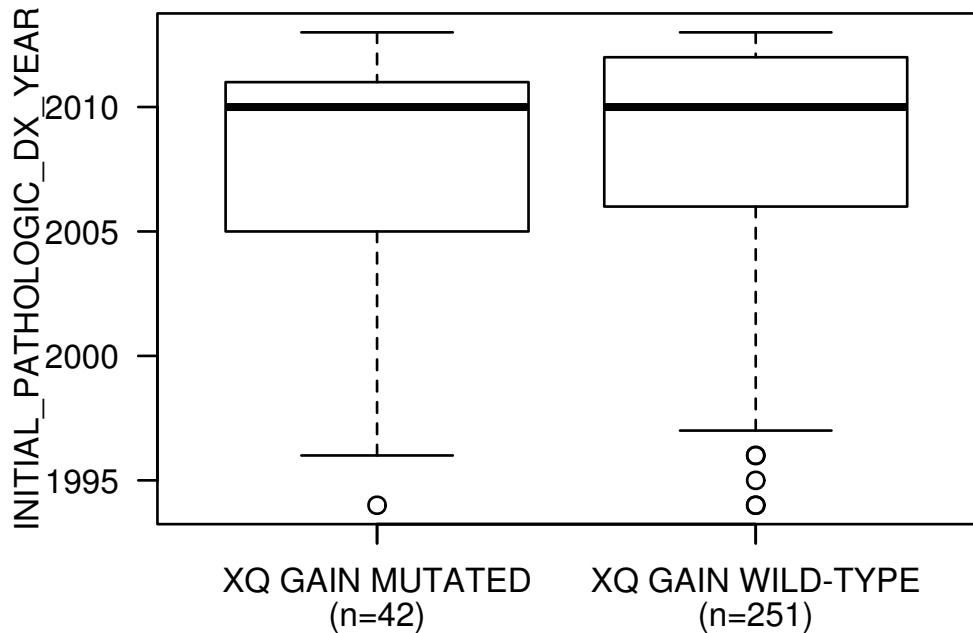 INITIAL_PATHOLOGIC_DX_YEAR
2010
2005
2000
1995
XQ GAIN MUTATED
(n=42)
XQ GAIN WILD-TYPE
(n=251)